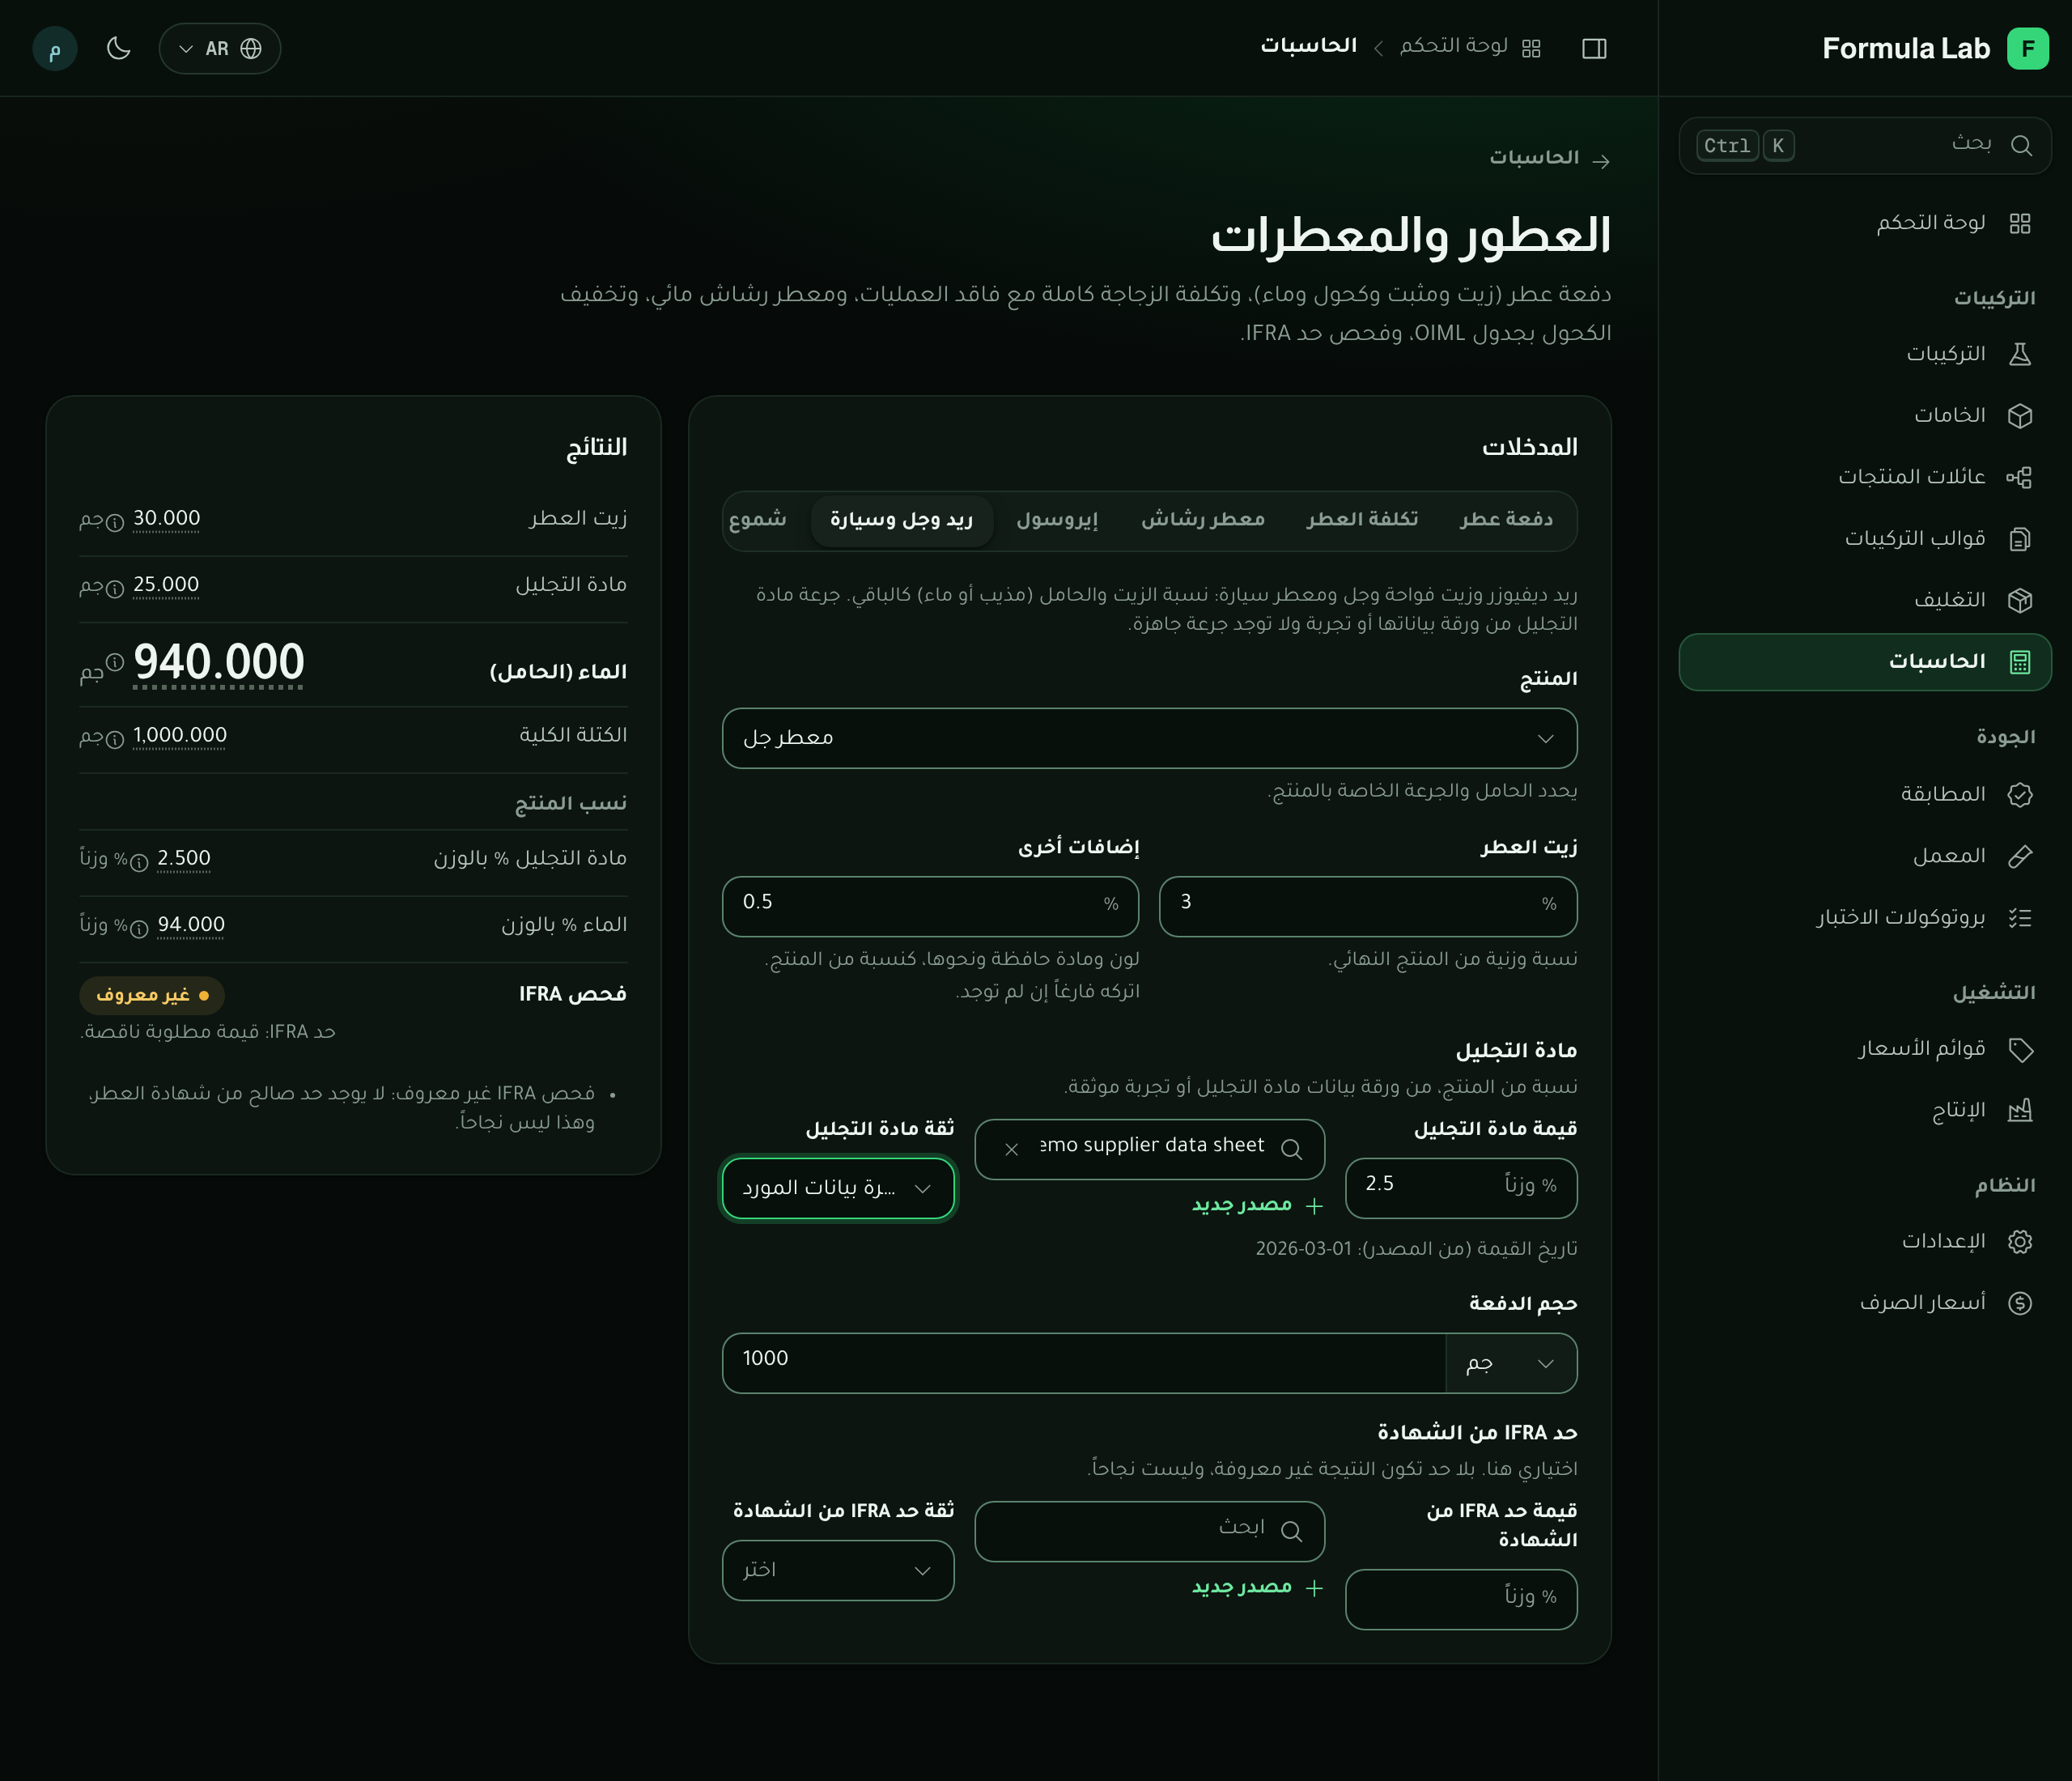 Formula Lab
F
بحث
Ctrl K
لوحة التحكم
التركيبات
التركيبات
الخامات
عائلات المنتجات
قوالب التركيبات
التغليف
الحاسبات
الجودة
المطابقة
المعمل
بروتوكولات الاختبار
التشغيل
قوائم الأسعار
الإنتاج
النظام
الإعدادات
أسعار الصرف
لوحة التحكم
الحاسبات
AR
م
الحاسبات
العطور والمعطرات
دفعة عطر (زيت ومثبت وكحول وماء)، وتكلفة الزجاجة كاملة مع فاقد العمليات، ومعطر رشاش مائي، وتخفيف
الكحول بجدول OIML، وفحص حد IFRA.
المدخلات
دفعة عطر
تكلفة العطر
معطر رشاش
إيروسول
ريد وجل وسيارة
شموع
ريد ديفيوزر وزيت فواحة وجل ومعطر سيارة: نسبة الزيت والحامل (مذيب أو ماء) كالباقي. جرعة مادة
التجليل من ورقة بياناتها أو تجربة ولا توجد جرعة جاهزة.
المنتج
معطر جل
يحدد الحامل والجرعة الخاصة بالمنتج.
زيت العطر
3 %
نسبة وزنية من المنتج النهائي.
إضافات أخرى
0.5 %
لون ومادة حافظة ونحوها، كنسبة من المنتج.
اتركه فارغاً إن لم توجد.
مادة التجليل
نسبة من المنتج، من ورقة بيانات مادة التجليل أو تجربة موثقة.
قيمة مادة التجليل
2.5 % وزناً
emo supplier data sheet
مصدر جديد
ثقة مادة التجليل
...رة بيانات المورد
تاريخ القيمة (من المصدر): 2026-03-01
حجم الدفعة
جم
1000
حد IFRA من الشهادة
اختياري هنا. بلا حد تكون النتيجة غير معروفة، وليست نجاحاً.
قيمة حد IFRA من
الشهادة
% وزناً
ابحث
مصدر جديد
ثقة حد IFRA من الشهادة
اختر
النتائج
زيت العطر 30.000 جم
مادة التجليل 25.000 جم
الماء (الحامل) 940.000 جم
الكتلة الكلية 1,000.000 جم
نسب المنتج
مادة التجليل % بالوزن 2.500 % وزناً
الماء % بالوزن 94.000 % وزناً
فحص IFRA غير معروف
حد IFRA: قيمة مطلوبة ناقصة.
• فحص IFRA غير معروف: لا يوجد حد صالح من شهادة العطر،
وهذا ليس نجاحاً.